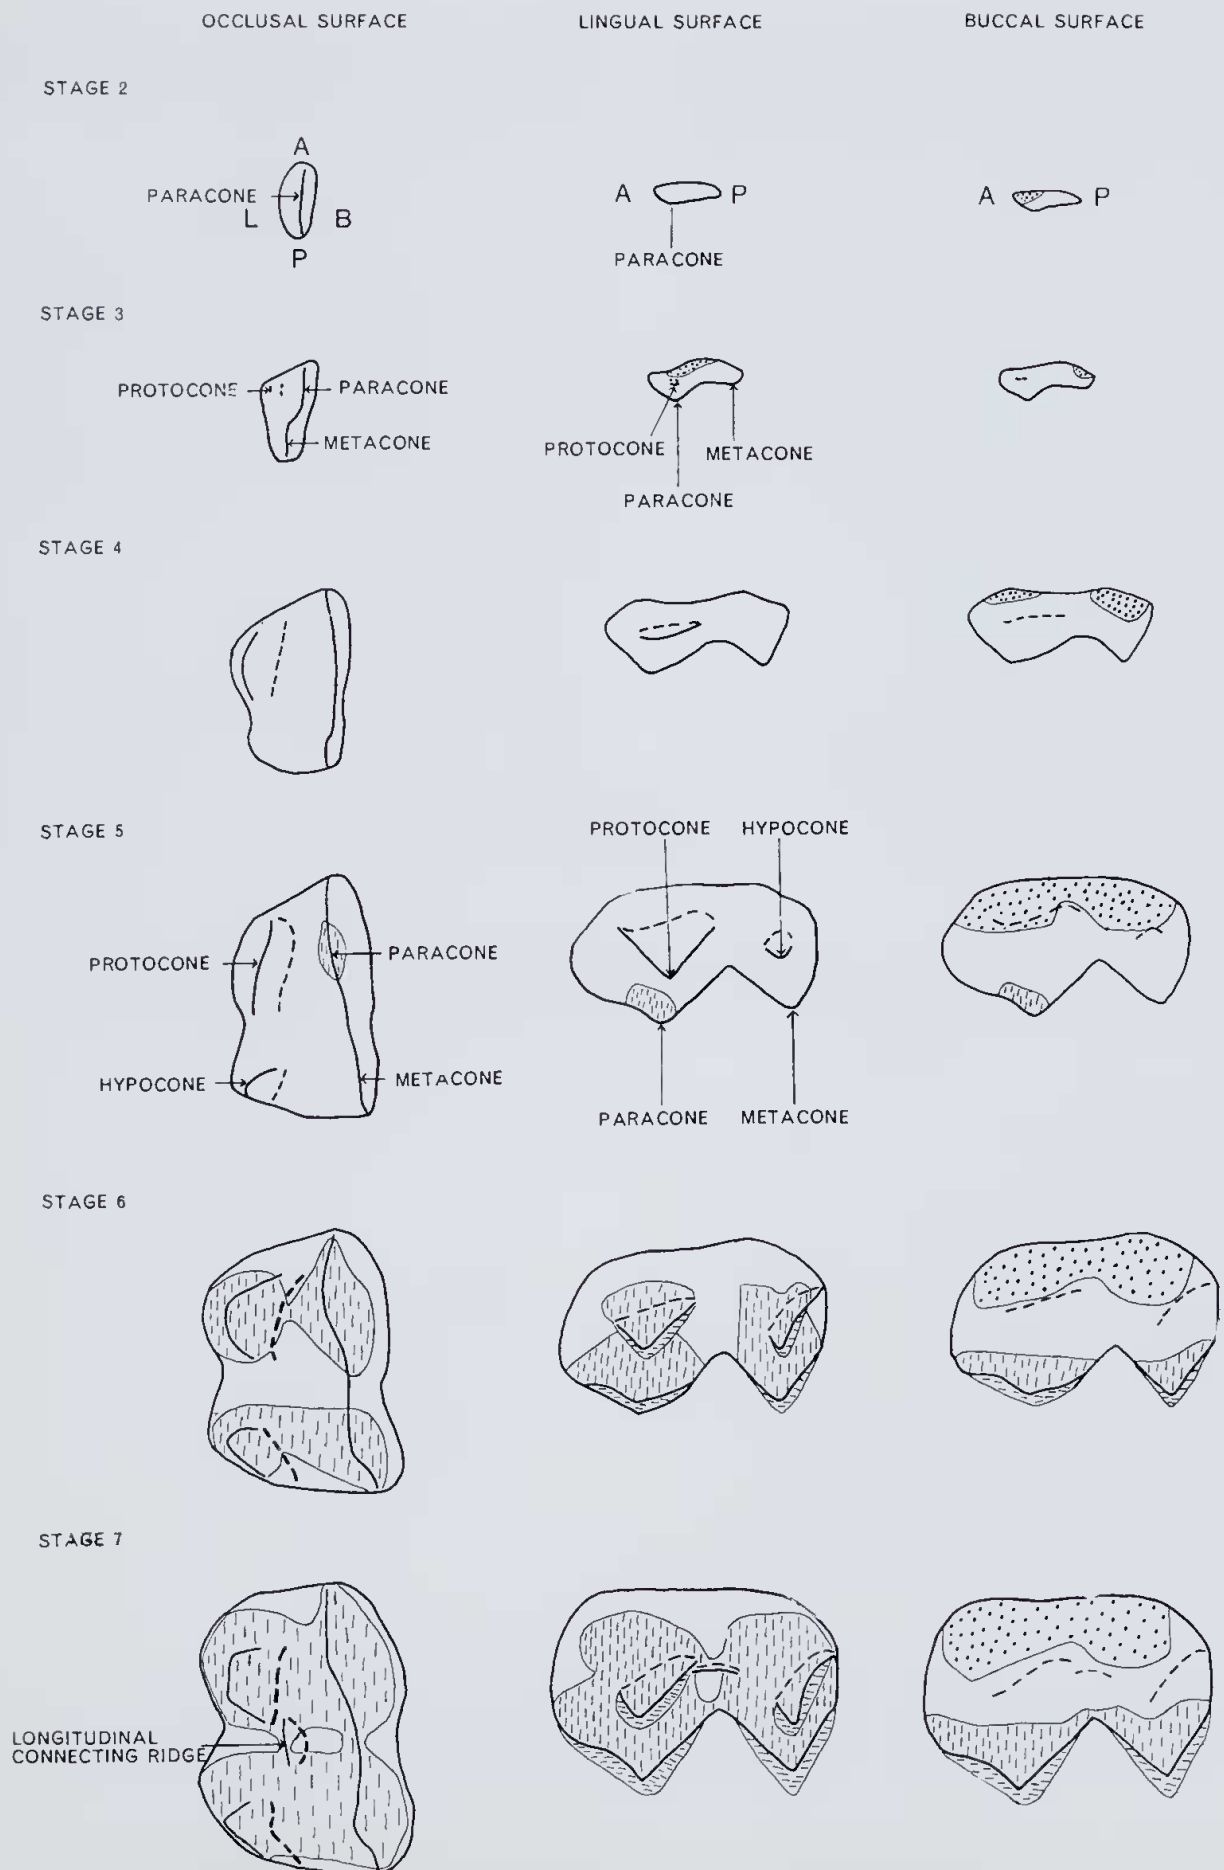 OCCLUSAL SURFACE LINGUAL SURFACE BUCCAL SURFACE
STAGE 2
A
PARACONE
L B
P
A P
PARACONE
A P
STAGE 3
PROTOCONE PARACONE
METACONE
PROTOCONE METACONE
PARACONE
STAGE 4
STAGE 5
PROTOCONE HYPOCONE
PROTOCONE PARACONE
HYPOCONE METACONE
PARACONE METACONE
STAGE 6
STAGE 7
LONGITUDINAL
CONNECTING RIDGE